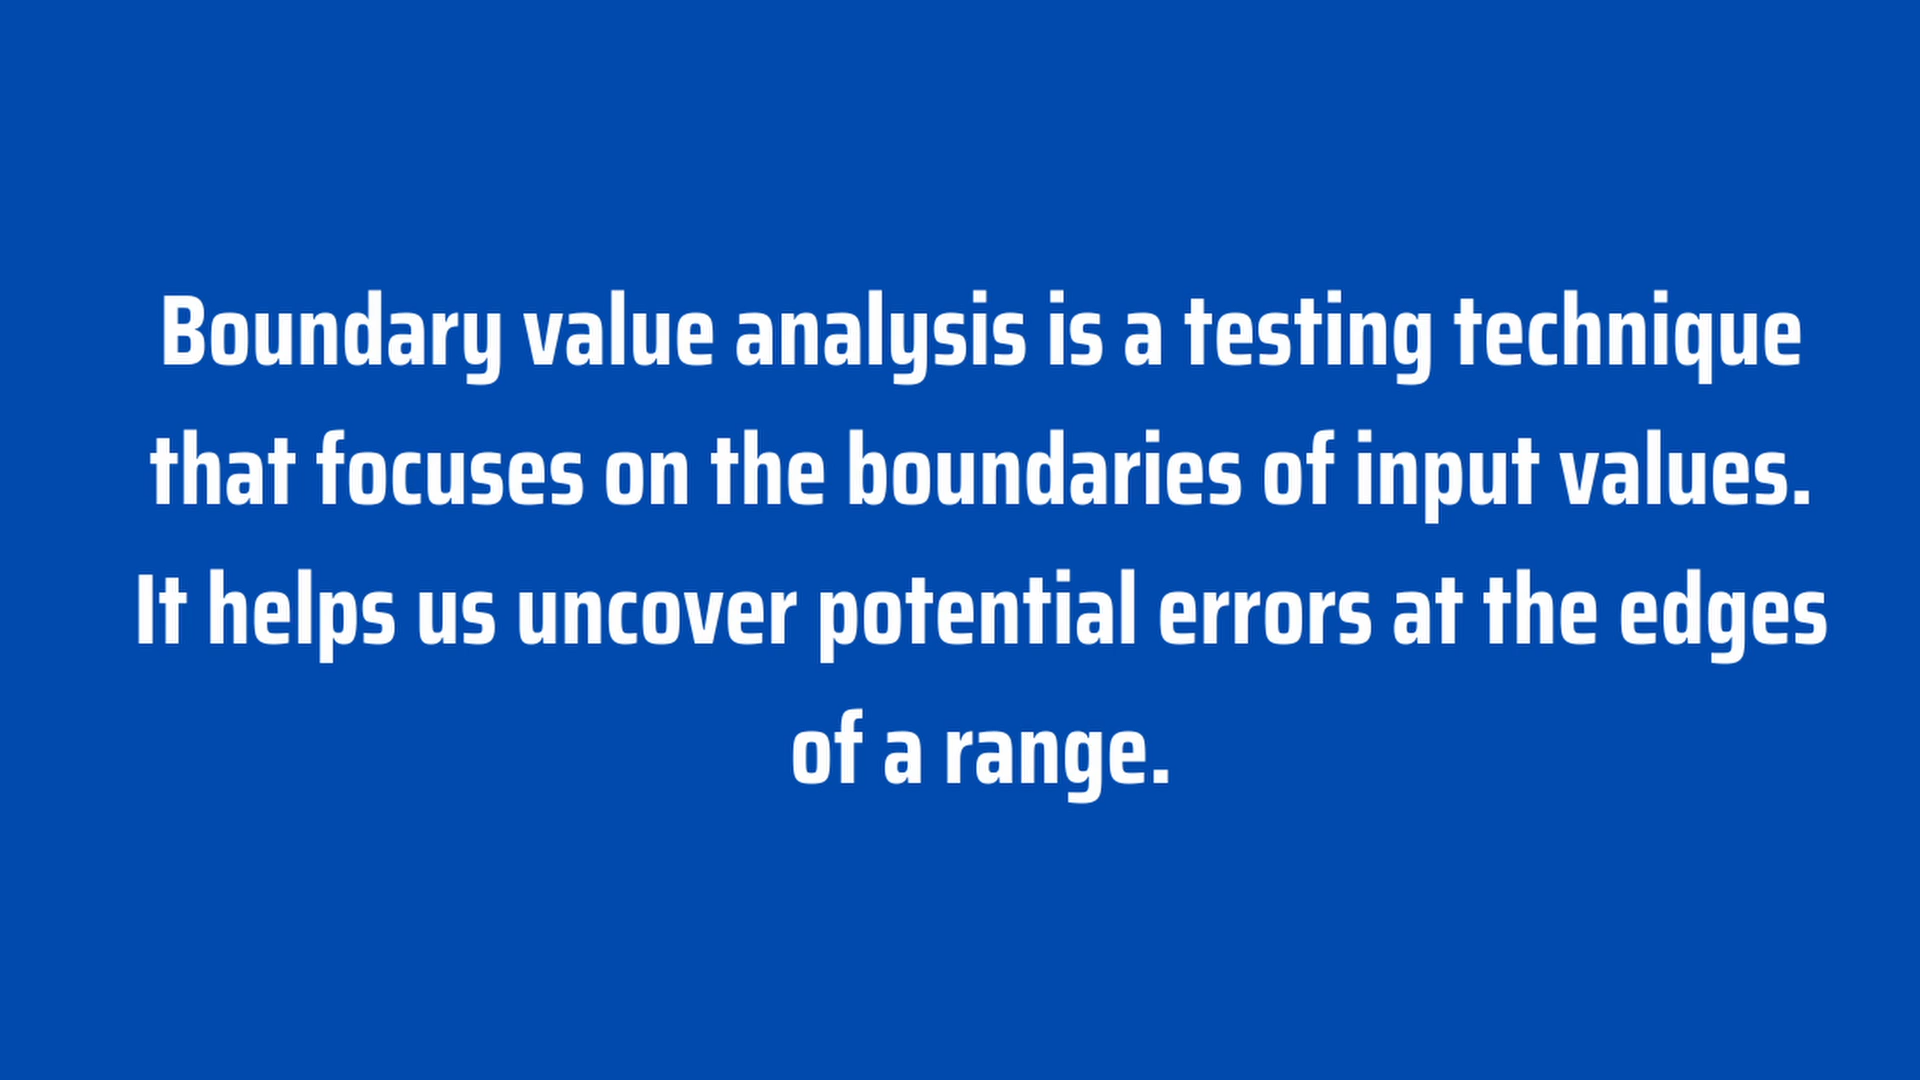 Boundary value analysis is a testing technique
that focuses on the boundaries of input values.
It helps us uncover potential errors at the edges
of a range.